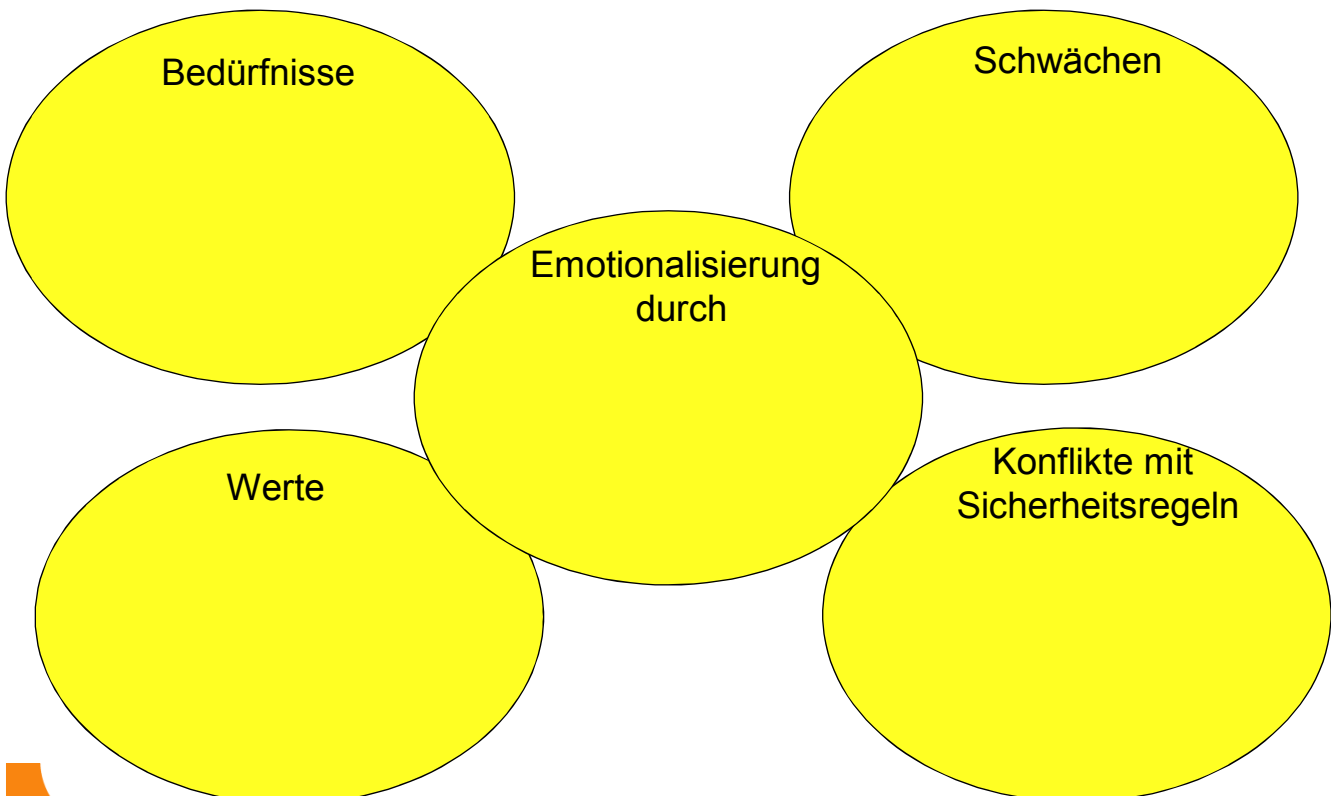 Bedürfnisse
Schwächen
Emotionalisierung
durch
Werte
Konflikte mit
Sicherheitsregeln